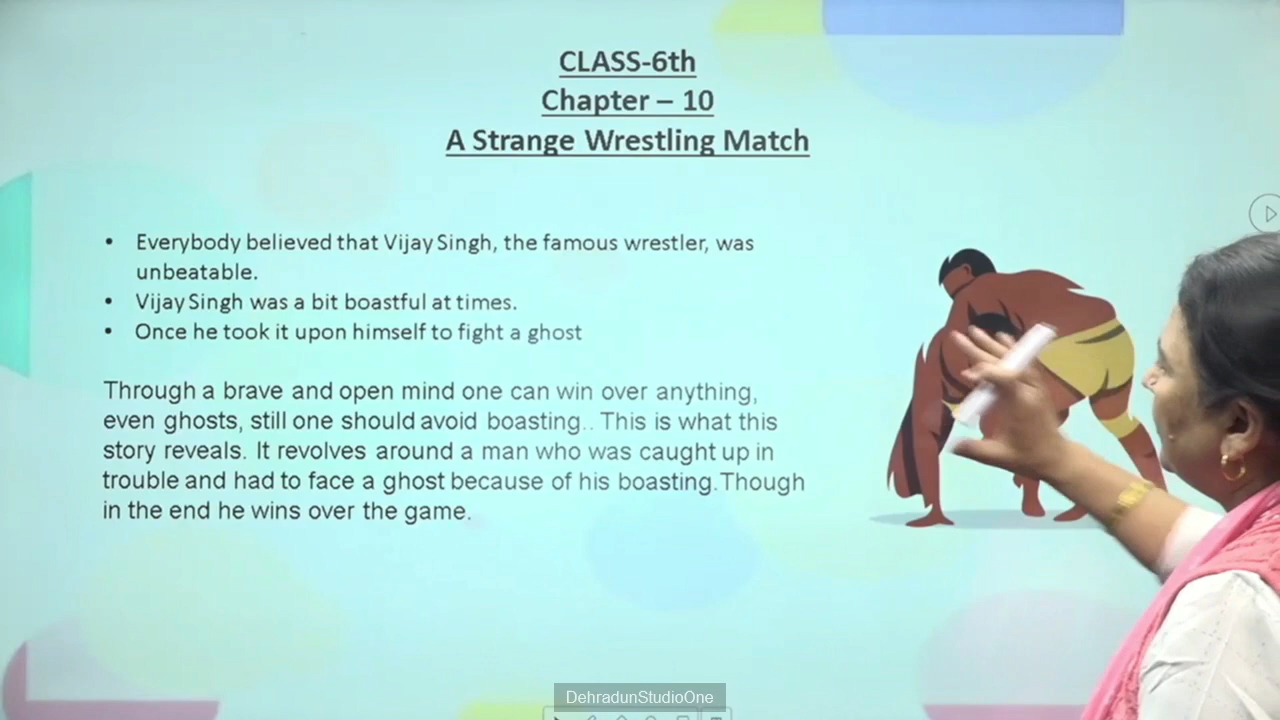 CLASS-6th
Chapter – 10
A Strange Wrestling Match
• Everybody believed that Vijay Singh, the famous wrestler, was
unbeatable.
• Vijay Singh was a bit boastful at times.
• Once he took it upon himself to fight a ghost
Through a brave and open mind one can win over anything,
even ghosts, still one should avoid boasting.. This is what this
story reveals. It revolves around a man who was caught up in
trouble and had to face a ghost because of his boasting.Though
in the end he wins over the game.
DehradunStudioOne